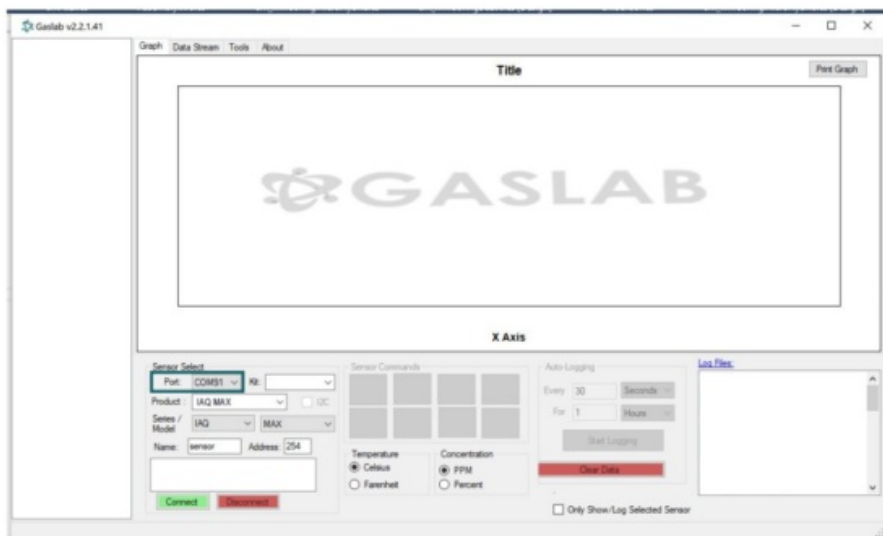 Gaslab v2.2.1.41
Graph Data Stream Tools About
Title
Print Graph
GASLAB
X Axis
Sensor Select
Port: COM91 Kit:
Product : IAQ MAX I2C
Series / Model IAQ MAX
Name: sensor Address: 254
Connect Disconnect
Sensor Commands
Temperature
Celsius
Farenheit
Concentration
PPM
Percent
Auto-Logging
Every 30 Seconds
For 1 Hours
Start Logging
Clear Data
Only Show/Log Selected Sensor
Log Files: